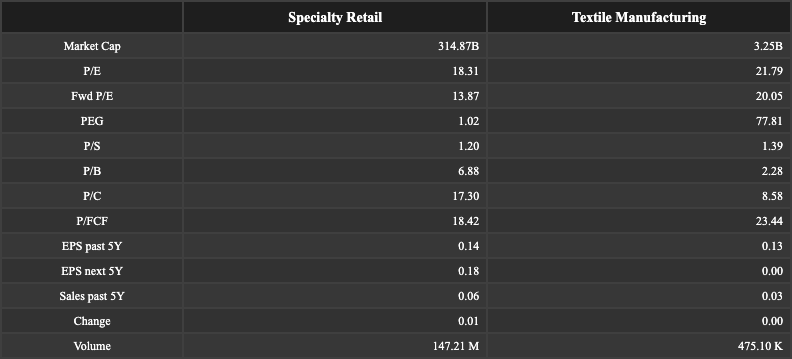 Specialty Retail Textile Manufacturing
Market Cap 314.87B 3.25B
P/E 18.31 21.79
Fwd P/E 13.87 20.05
PEG 1.02 77.81
P/S 1.20 1.39
P/B 6.88 2.28
P/C 17.30 8.58
P/FCF 18.42 23.44
EPS past 5Y 0.14 0.13
EPS next 5Y 0.18 0.00
Sales past 5Y 0.06 0.03
Change 0.01 0.00
Volume 147.21 M 475.10 K